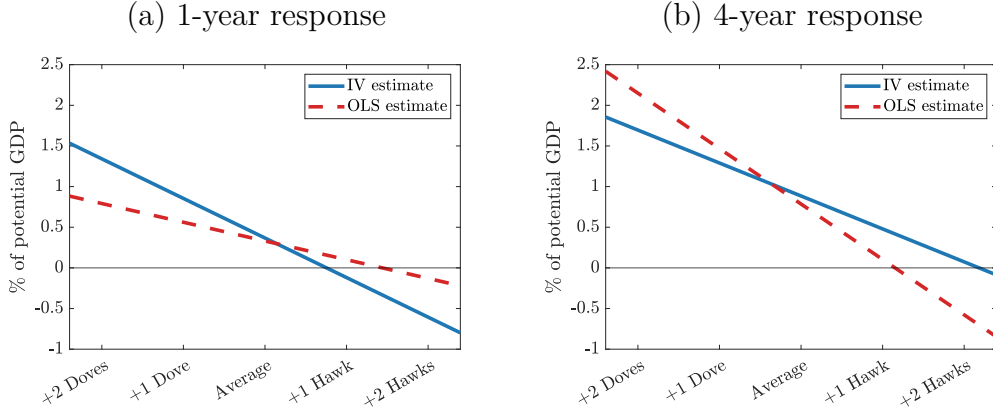 (a) 1-year response
% of potential GDP
2.5
2
1.5
1
0.5
0
-0.5
-1
IV estimate
OLS estimate
+2 Doves
+1 Dove
Average
+1 Hawk
+2 Hawks
(b) 4-year response
% of potential GDP
2.5
2
1.5
1
0.5
0
-0.5
-1
IV estimate
OLS estimate
+2 Doves
+1 Dove
Average
+1 Hawk
+2 Hawks